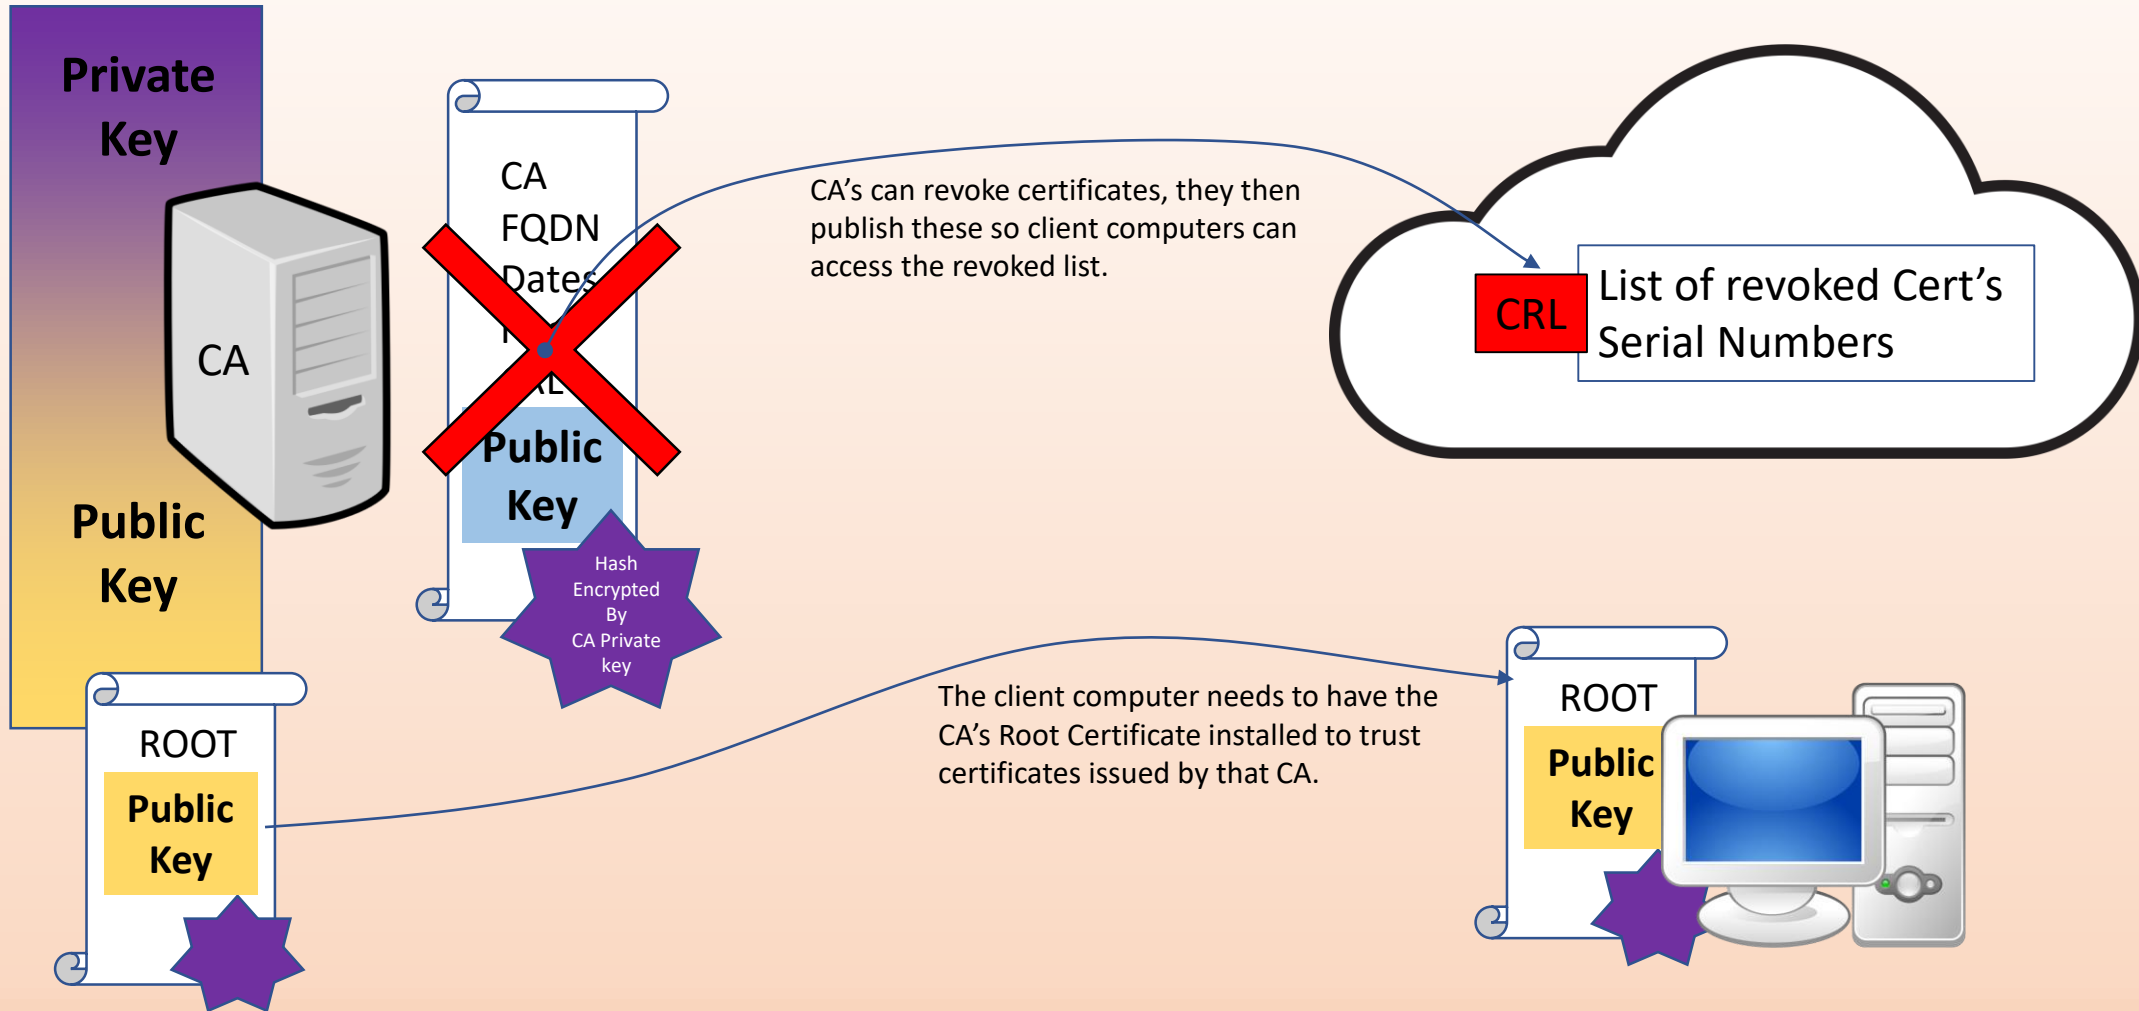 Private
Key
CA
Public
Key
ROOT
Public
Key
CA
FQDN
Dates
Public
Key
Hash
Encrypted
By
CA Private
key
CA's can revoke certificates, they then
publish these so client computers can
access the revoked list.
CRL
List of revoked Cert's
Serial Numbers
The client computer needs to have the
CA's Root Certificate installed to trust
certificates issued by that CA.
ROOT
Public
Key